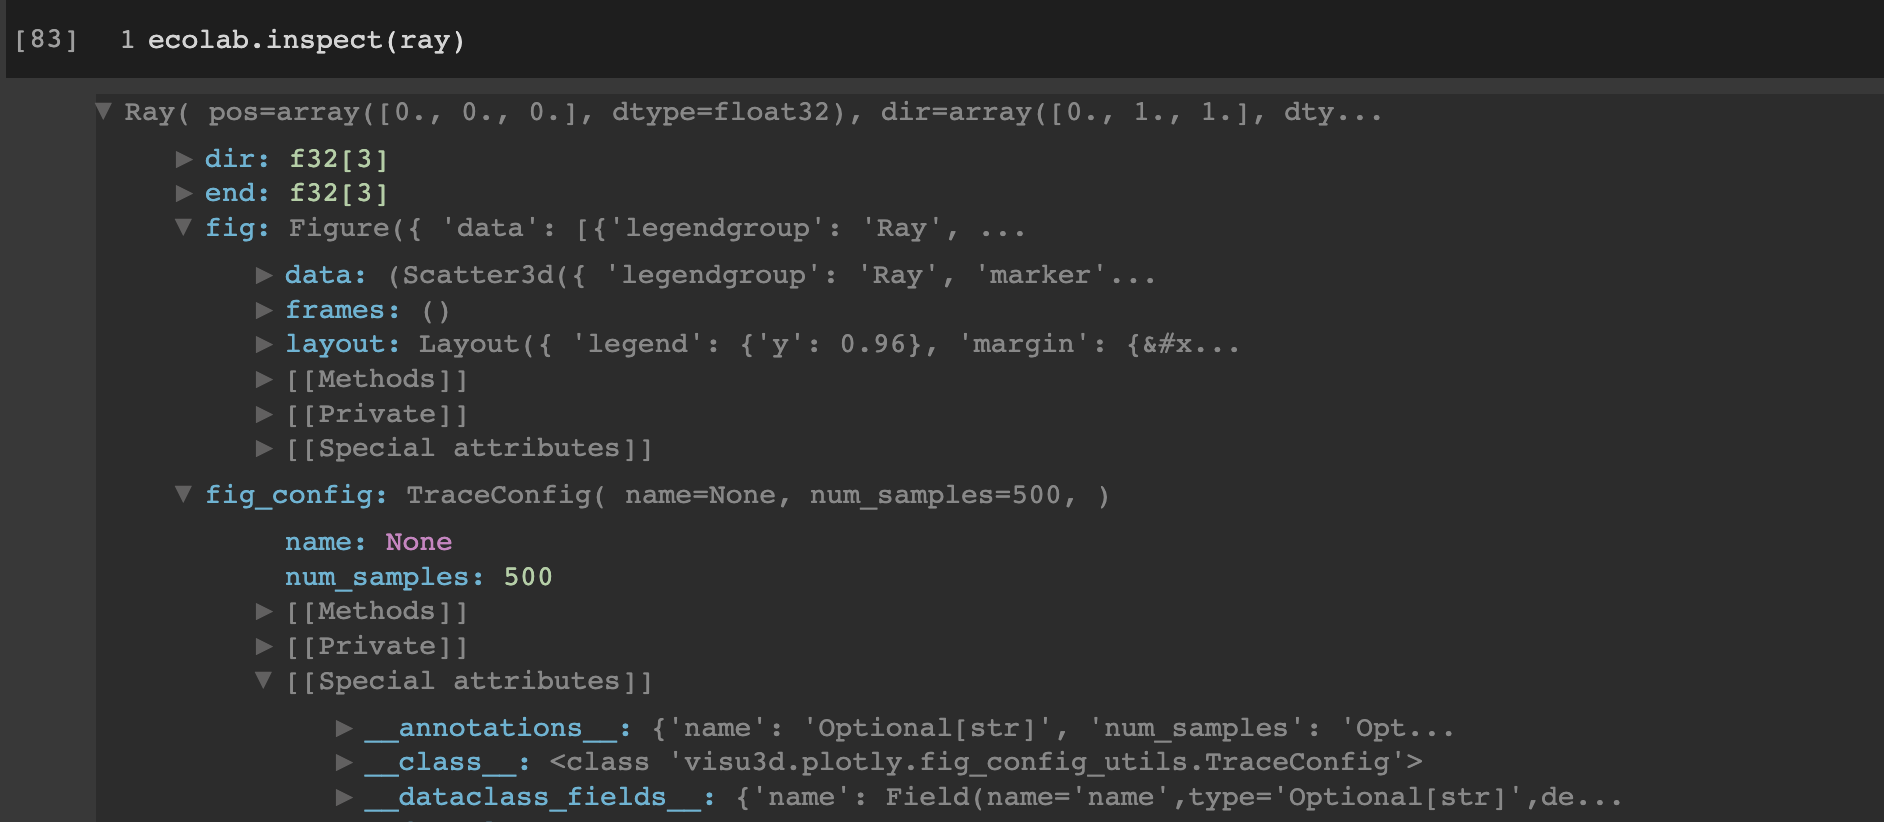 [83] 1 ecolab.inspect(ray)
▼ Ray( pos=array([0., 0., 0.], dtype=float32), dir=array([0., 1., 1.], dty...
▶ dir: f32[3]
▶ end: f32[3]
▼ fig: Figure({ 'data': [{'legendgroup': 'Ray', ...
▶ data: (Scatter3d({ 'legendgroup': 'Ray', 'marker'...
▶ frames: ()
▶ layout: Layout({ 'legend': {'y': 0.96}, 'margin': {&#x...
▶ [[Methods]]
▶ [[Private]]
▶ [[Special attributes]]
▼ fig_config: TraceConfig( name=None, num_samples=500, )
name: None
num_samples: 500
▶ [[Methods]]
▶ [[Private]]
▼ [[Special attributes]]
▶ __annotations__: {'name': 'Optional[str]', 'num_samples': 'Opt...
▶ __class__: <class 'visu3d.plotly.fig_config_utils.TraceConfig'>
▶ __dataclass_fields__: {'name': Field(name='name',type='Optional[str]',de...